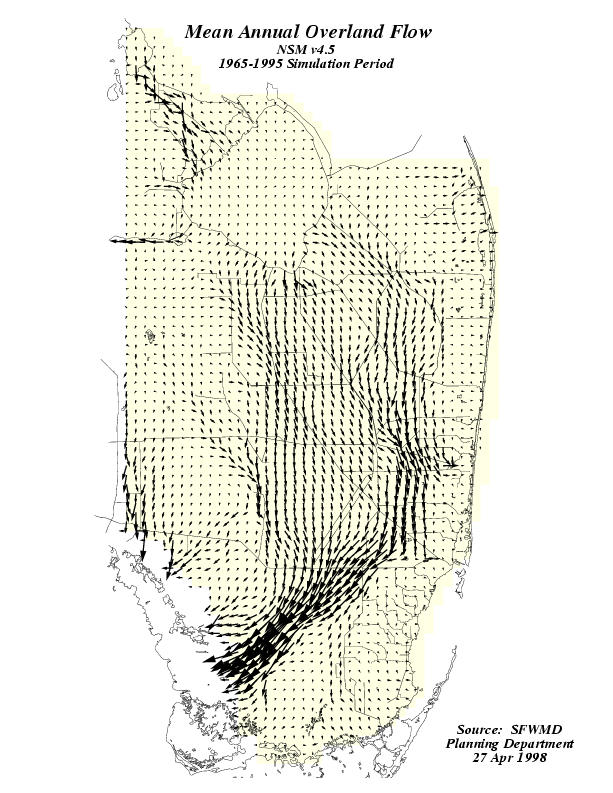 Mean Annual Overland Flow
NSM v4.5
1965-1995 Simulation Period
Source: SFWMD
Planning Department
27 Apr 1998